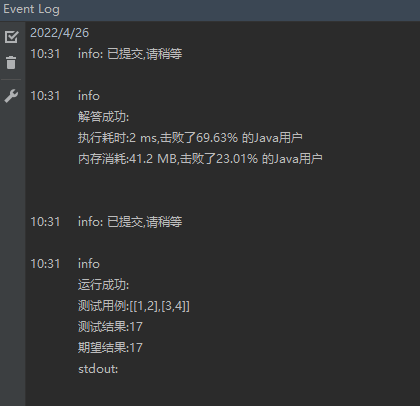 Event Log
2022/4/26
10:31 info: 已提交,请稍等
10:31 info
解答成功:
执行耗时:2 ms,击败了69.63% 的Java用户
内存消耗:41.2 MB,击败了23.01% 的Java用户
10:31 info: 已提交,请稍等
10:31 info
运行成功:
测试用例:[[1,2],[3,4]]
测试结果:17
期望结果:17
stdout: